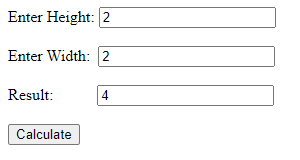 Enter Height: 2
Enter Width: 2
Result: 4
Calculate